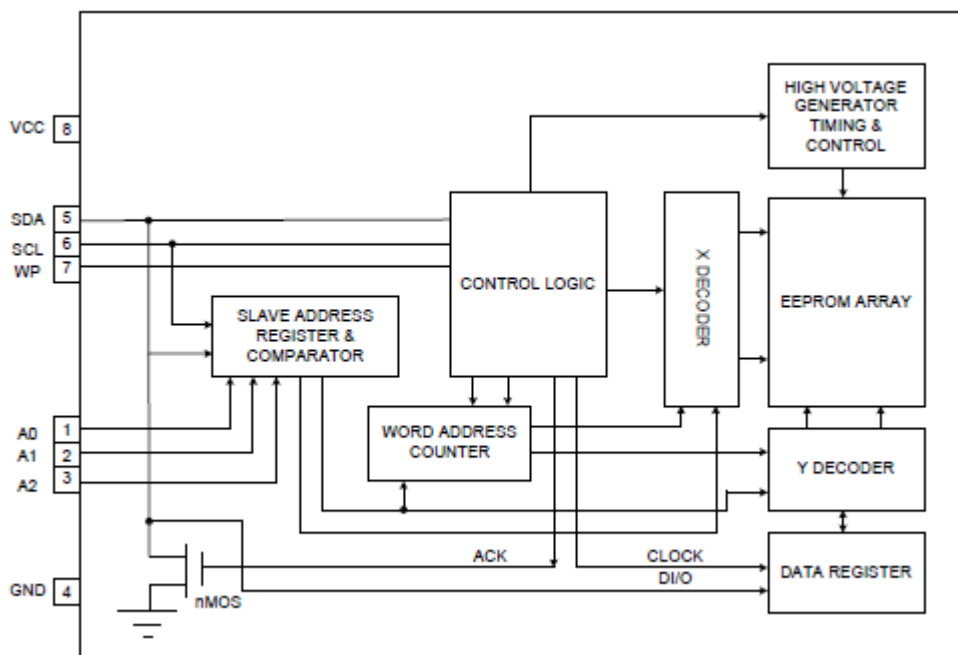 HIGH VOLTAGE
GENERATOR
TIMING &
CONTROL
VCC 8
SDA 5
SCL 6
WP 7
CONTROL LOGIC
X DECODER
EEPROM ARRAY
SLAVE ADDRESS
REGISTER &
COMPARATOR
A0 1
A1 2
A2 3
WORD ADDRESS
COUNTER
Y DECODER
ACK
CLOCK
DI/O
DATA REGISTER
GND 4
nMOS